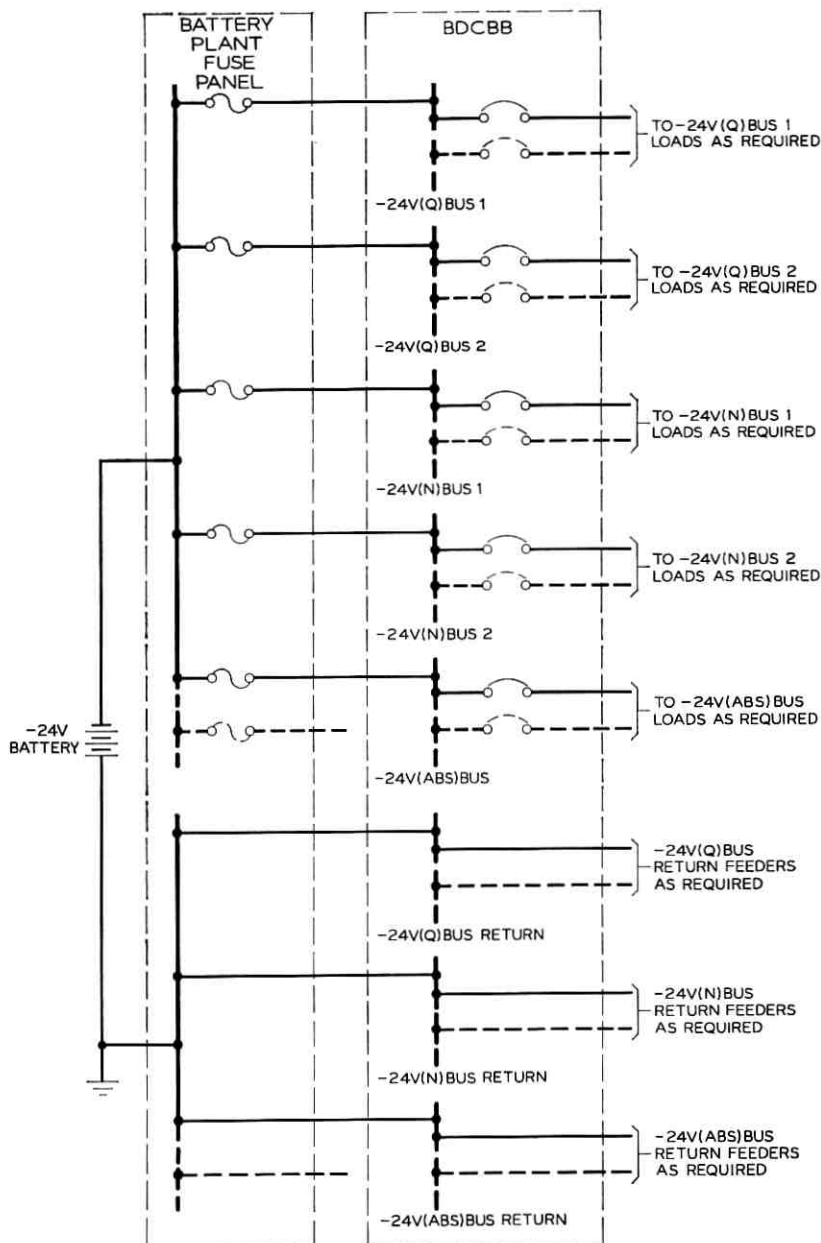 BATTERY
PLANT
FUSE
PANEL
BDCBB
TO -24V(Q)BUS 1
LOADS AS REQUIRED
-24V(Q)BUS 1
TO -24V(Q)BUS 2
LOADS AS REQUIRED
-24V(Q)BUS 2
TO -24V(N)BUS 1
LOADS AS REQUIRED
-24V(N)BUS 1
TO -24V(N)BUS 2
LOADS AS REQUIRED
-24V(N)BUS 2
TO -24V(ABS)BUS
LOADS AS REQUIRED
-24V
BATTERY
-24V(ABS)BUS
-24V(Q)BUS
RETURN FEEDERS
AS REQUIRED
-24V(Q)BUS RETURN
-24V(N)BUS
RETURN FEEDERS
AS REQUIRED
-24V(N)BUS RETURN
-24V(ABS)BUS
RETURN FEEDERS
AS REQUIRED
-24V(ABS)BUS RETURN